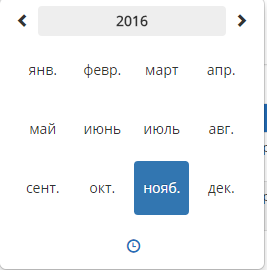 2016
янв. февр. март апр.
май июнь июль авг.
сент. окт. нояб. дек.